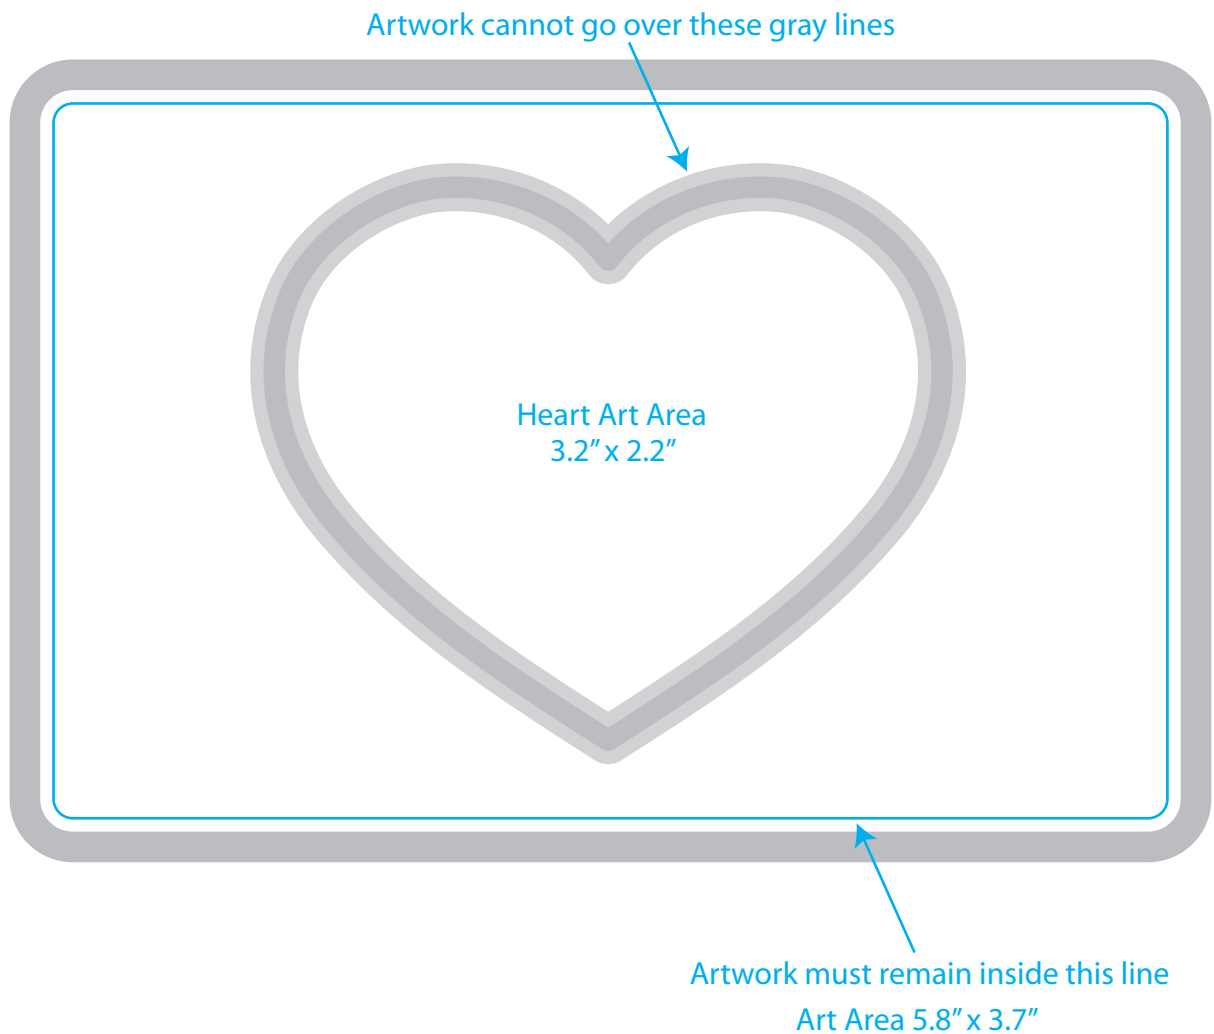 Artwork cannot go over these gray lines
Heart Art Area
3.2” x 2.2”
Artwork must remain inside this line
Art Area 5.8” x 3.7”